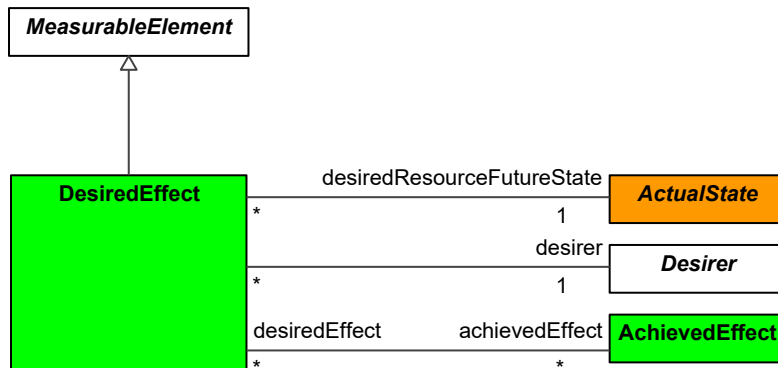 MeasurableElement
DesiredEffect
desiredResourceFutureState
* 1
ActualState
desirer
* 1
Desirer
desiredEffect achievedEffect
* *
AchievedEffect